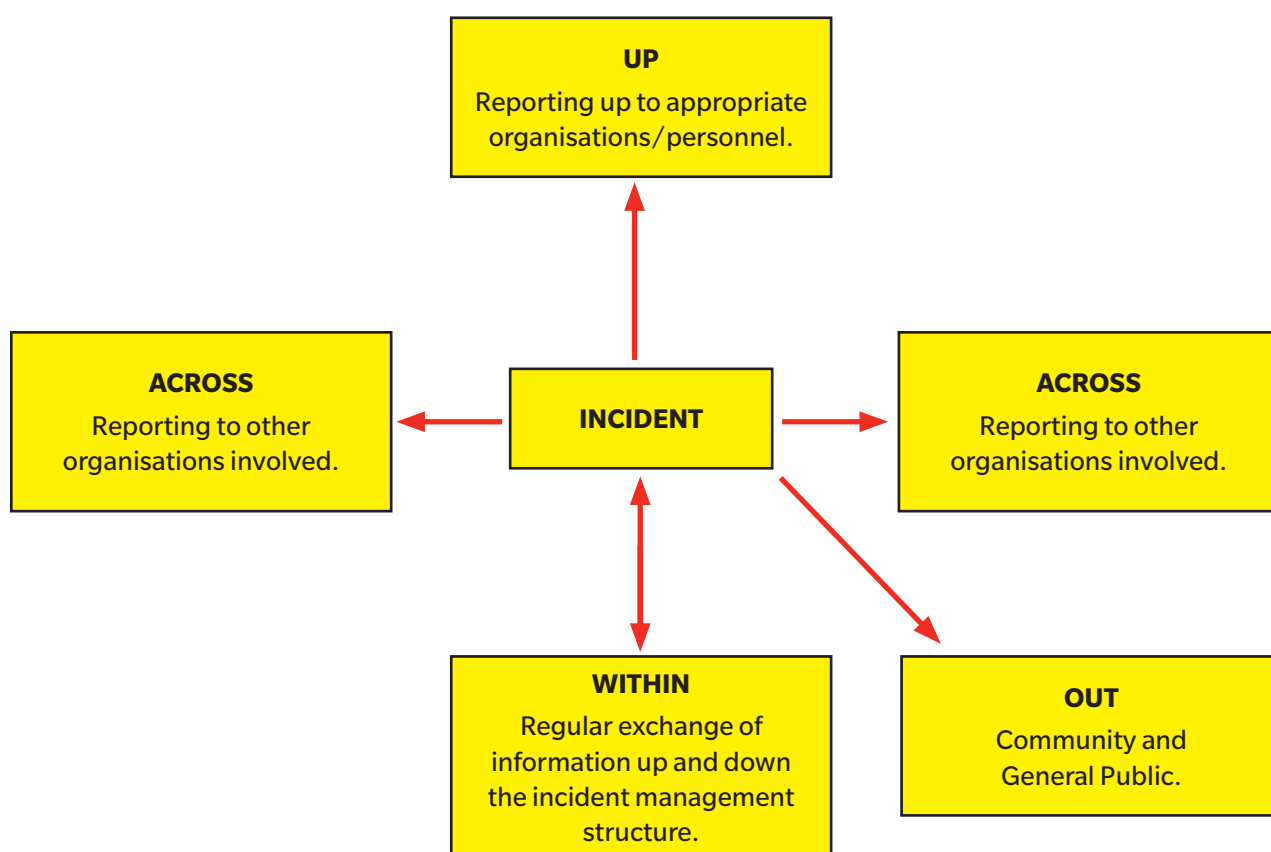 UP
Reporting up to appropriate
organisations/personnel.
ACROSS
Reporting to other
organisations involved.
INCIDENT
ACROSS
Reporting to other
organisations involved.
WITHIN
Regular exchange of
information up and down
the incident management
structure.
OUT
Community and
General Public.